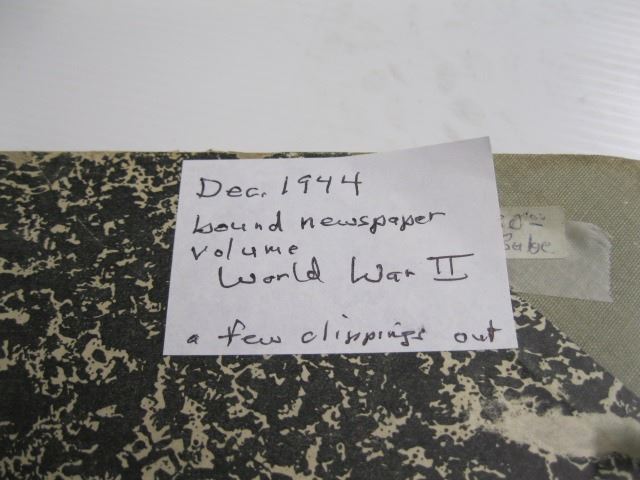 Dec. 1944
bound newspaper
volume
World War II
a few clippings out